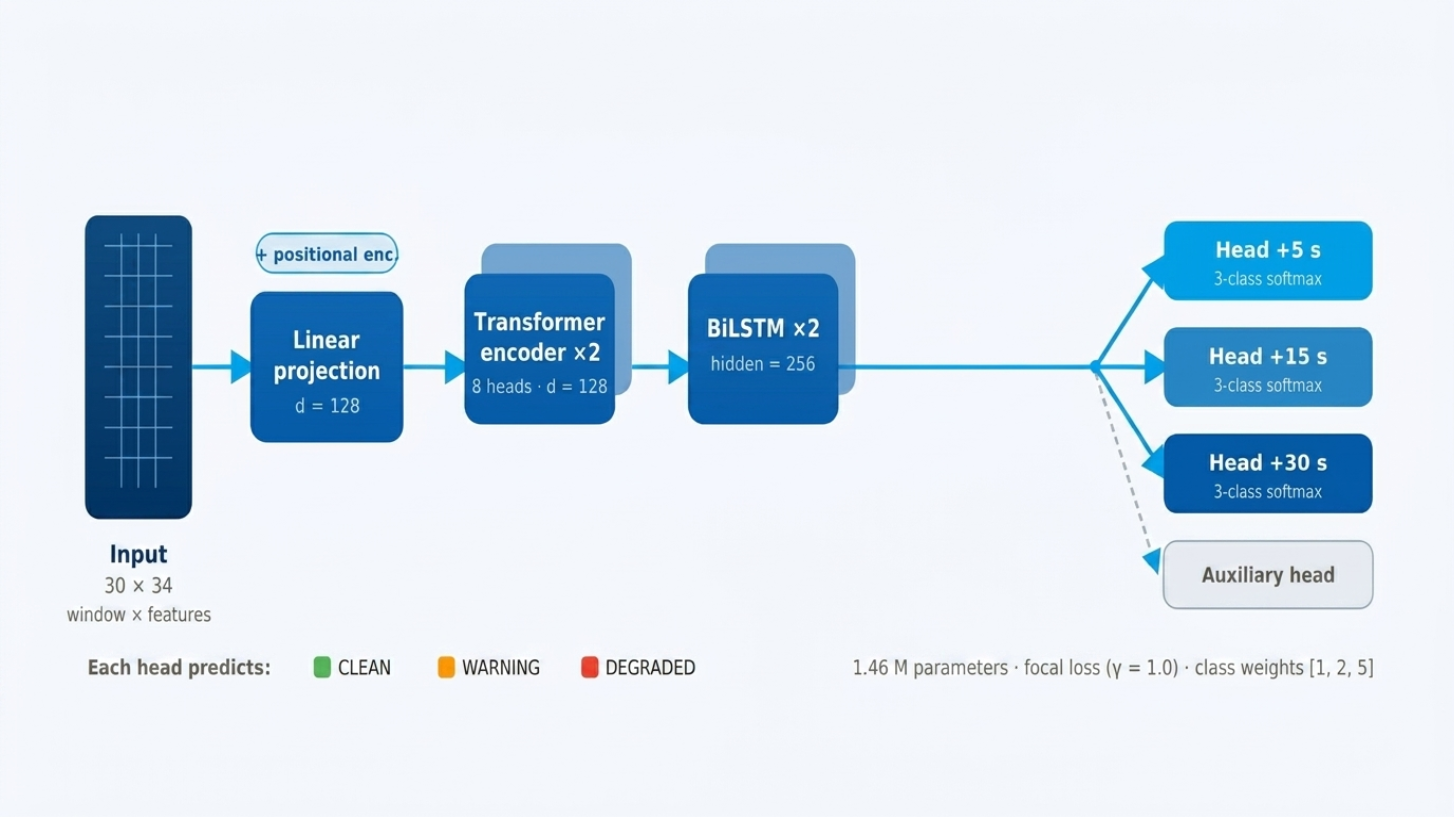 + positional enc.
Linear
projection
d = 128
Transformer
encoder ×2
8 heads · d = 128
BiLSTM ×2
hidden = 256
Head +5 s
3-class softmax
Head +15 s
3-class softmax
Head +30 s
3-class softmax
Auxiliary head
Input
30 × 34
window × features
Each head predicts:
CLEAN
WARNING
DEGRADED
1.46 M parameters · focal loss (γ = 1.0) · class weights [1, 2, 5]